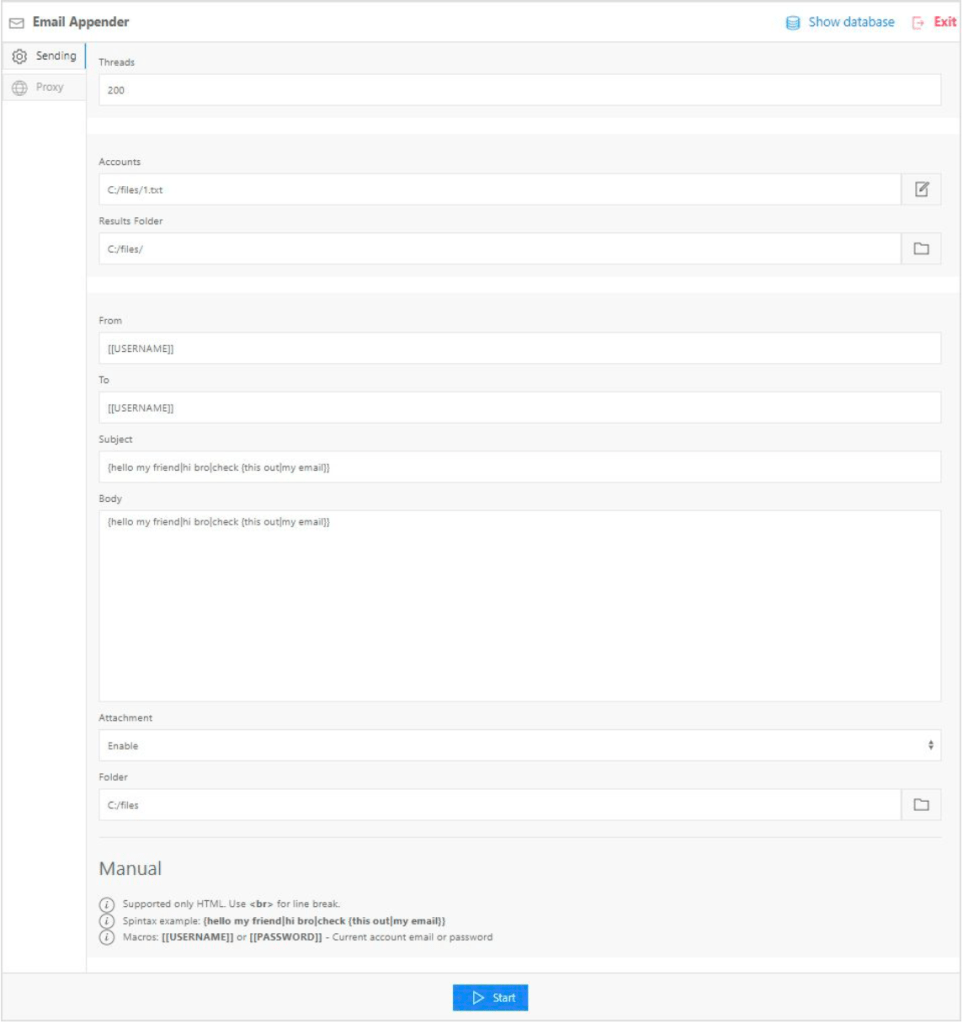 Email Appender
Show database
Exit
Sending
Proxy
Threads
200
Accounts
C:/files/1.txt
Results Folder
C:/files/
From
[[USERNAME]]
To
[[USERNAME]]
Subject
{hello my friend|hi bro|check {this out|my email}}
Body
{hello my friend|hi bro|check {this out|my email}}
Attachment
Enable
Folder
C:/files
Manual
Supported only HTML. Use <br> for line break.
Spintax example: {hello my friend|hi bro|check {this out|my email}}
Macros: [[USERNAME]] or [[PASSWORD]] - Current account email or password
Start